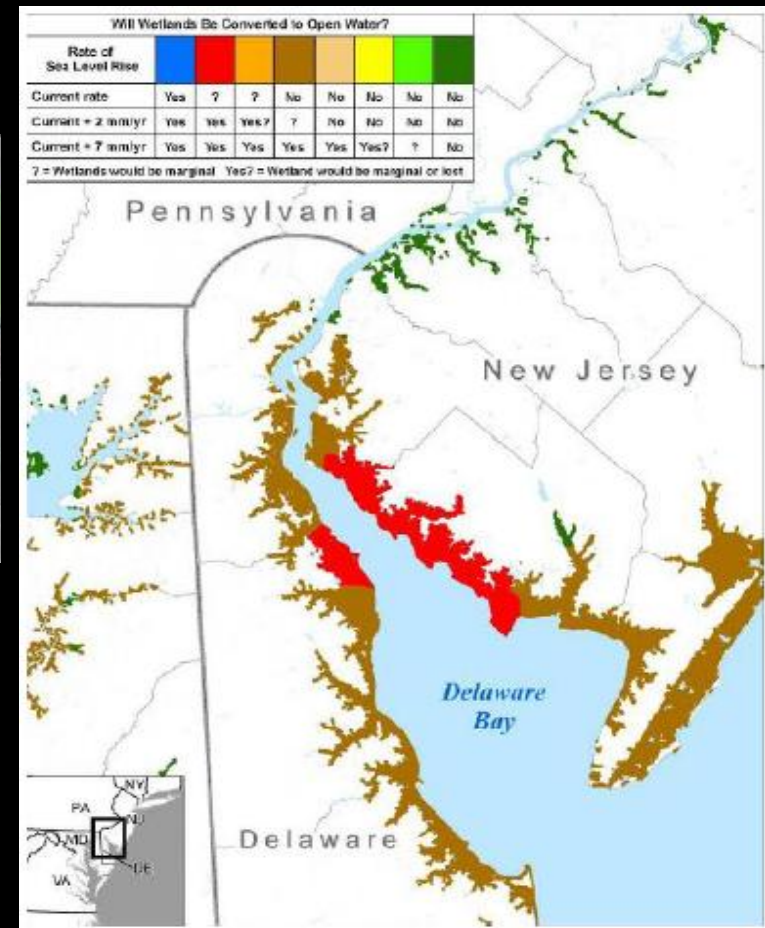 Will Wetlands Be Converted to Open Water?
Rate of
Sea Level Rise
Current rate Yes ? ? No No No No No
Current + 2 mm/yr Yes Yes Yes? ? No No No No
Current + 7 mm/yr Yes Yes Yes Yes Yes Yes? ? No
? = Wetlands would be marginal Yes? = Wetland would be marginal or lost
Pennsylvania
New Jersey
Delaware
Bay
Delaware
NY
PA
NJ
MD
DE
VA